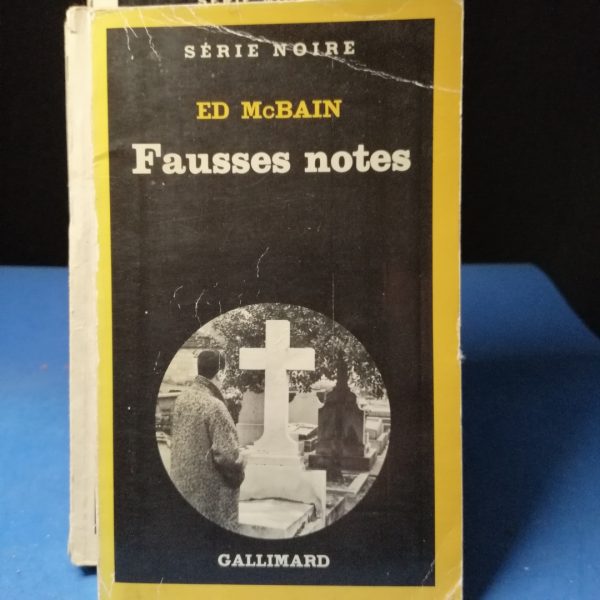 SÉRIE NOIRE
ED McBAIN
Fausses notes
GALLIMARD